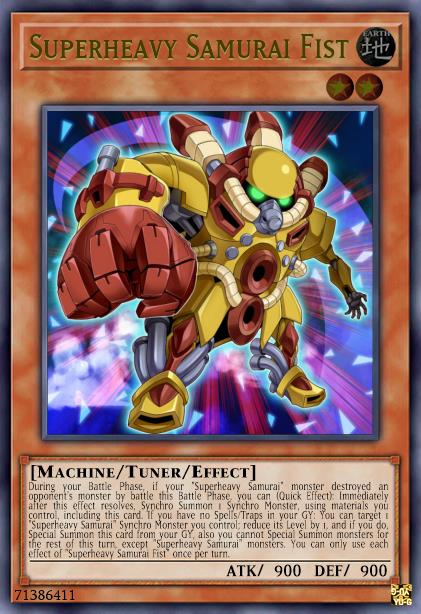 Superheavy Samurai Fist
EARTH
地
[Machine/Tuner/Effect]
During your Battle Phase, if your "Superheavy Samurai" monster destroyed an
opponent's monster by battle this Battle Phase, you can (Quick Effect): Immediately
after this effect resolves, Synchro Summon 1 Synchro Monster, using materials you
control, including this card. If you have no Spells/Traps in your GY: You can target 1
"Superheavy Samurai" Synchro Monster you control; reduce its Level by 1, and if you do,
Special Summon this card from your GY, also you cannot Special Summon monsters for
the rest of this turn, except "Superheavy Samurai" monsters. You can only use each
effect of "Superheavy Samurai Fist" once per turn.
ATK/ 900 DEF/ 900
71386411